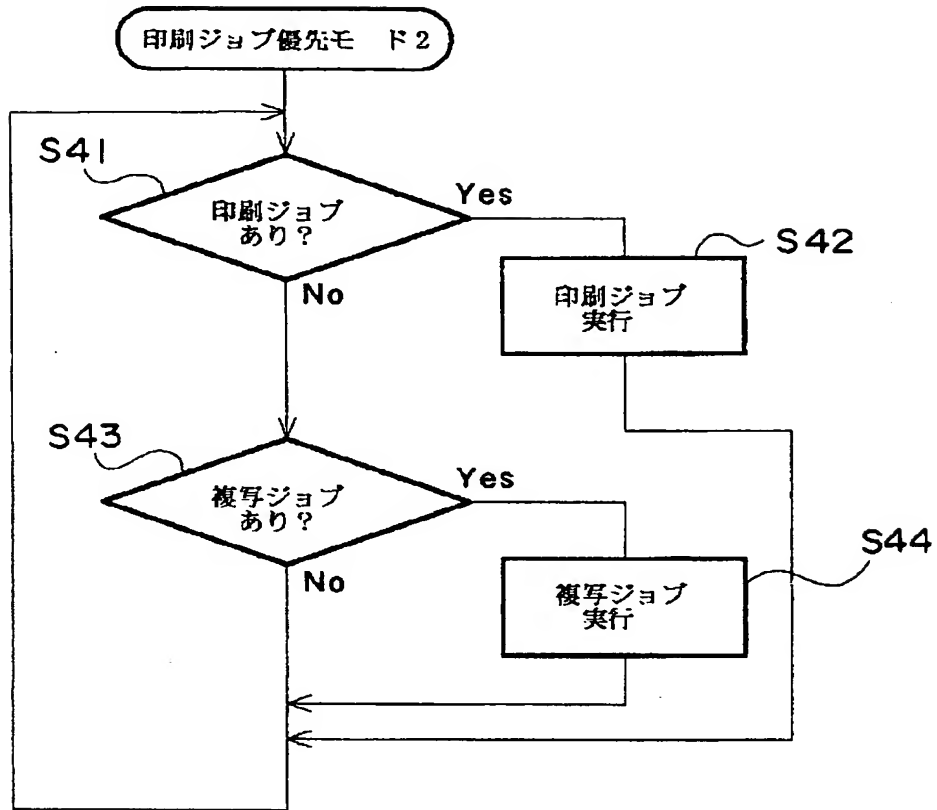 印刷ジョブ優先モード2
S41
印刷ジョブ
あり?
Yes
No
S42
印刷ジョブ
実行
S43
複写ジョブ
あり?
Yes
No
S44
複写ジョブ
実行